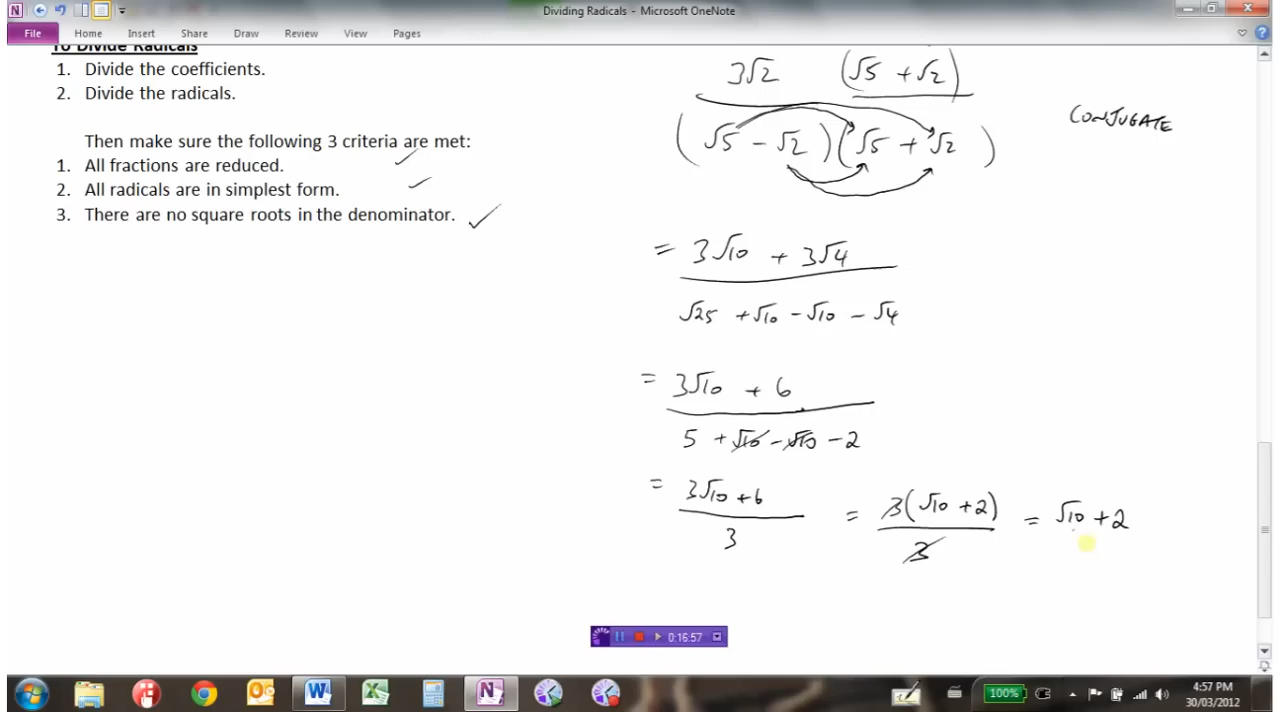 Dividing Radicals - Microsoft OneNote
File Home Insert Share Draw Review View Pages
To Divide Radicals
1. Divide the coefficients.
2. Divide the radicals.
Then make sure the following 3 criteria are met:
1. All fractions are reduced.
2. All radicals are in simplest form.
3. There are no square roots in the denominator.
3√2 (√5 + √2)
(√5 - √2)(√5 + √2)
CONJUGATE
= 3√10 + 3√4
√25 + √10 - √10 - √4
= 3√10 + 6
5 + √10 - √10 - 2
= 3√10 + 6 = 3(√10 + 2) = √10 + 2
3 3
0:16:57
100%
4:57 PM
30/03/2012